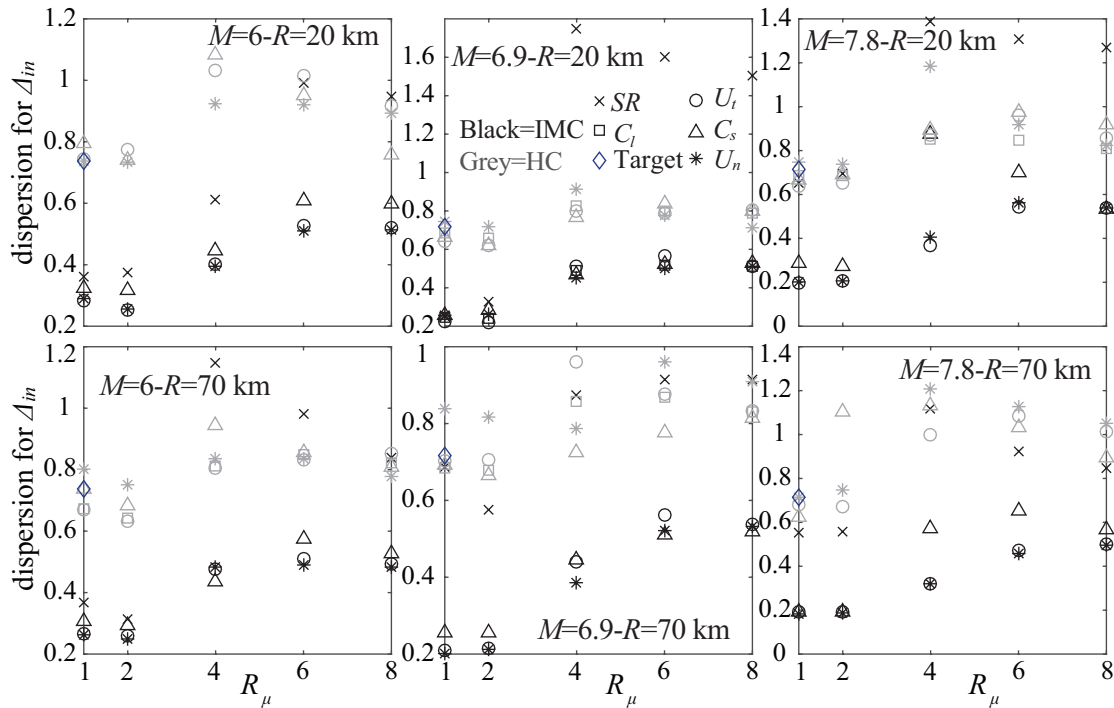 M=6-R=20 km
M=6.9-R=20 km
M=7.8-R=20 km
1.2
1
0.8
0.6
0.4
0.2
1.6
1.4
1.2
1
0.8
0.6
0.4
0.2
1.4
1.2
1
0.8
0.6
0.4
0.2
0
dispersion for Δin
SR
Ut
Black=IMC
Cl
Cs
Grey=HC
Target
Un
M=6-R=70 km
M=6.9-R=70 km
M=7.8-R=70 km
1.2
1
0.8
0.6
0.4
0.2
1
0.8
0.6
0.4
0.2
1.4
1.2
1
0.8
0.6
0.4
0.2
0
dispersion for Δin
1 2 4 6 8
1 2 4 6 8
1 2 4 6 8
Rμ
Rμ
Rμ